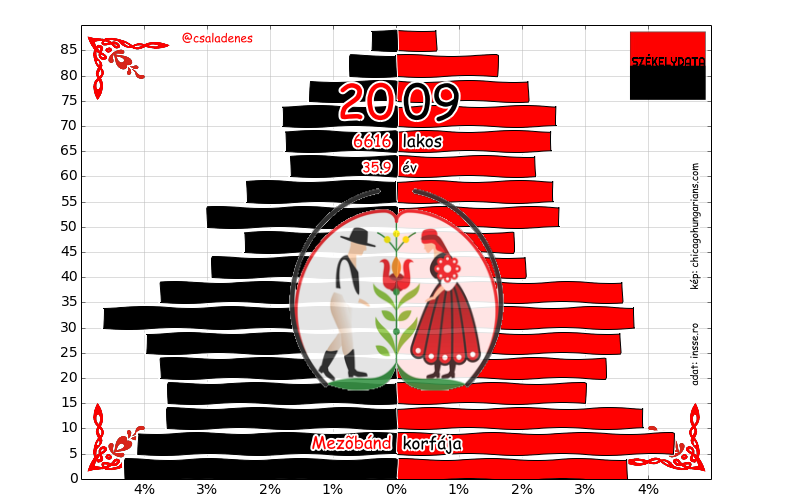 @csaladenes
SZÉKELYDATA
2009
6616 lakos
35.9 év
kép: chicagohungarians.com
adat: insse.ro
Mezőbánd korfája
85
80
75
70
65
60
55
50
45
40
35
30
25
20
15
10
5
0
4% 3% 2% 1% 0% 1% 2% 3% 4%